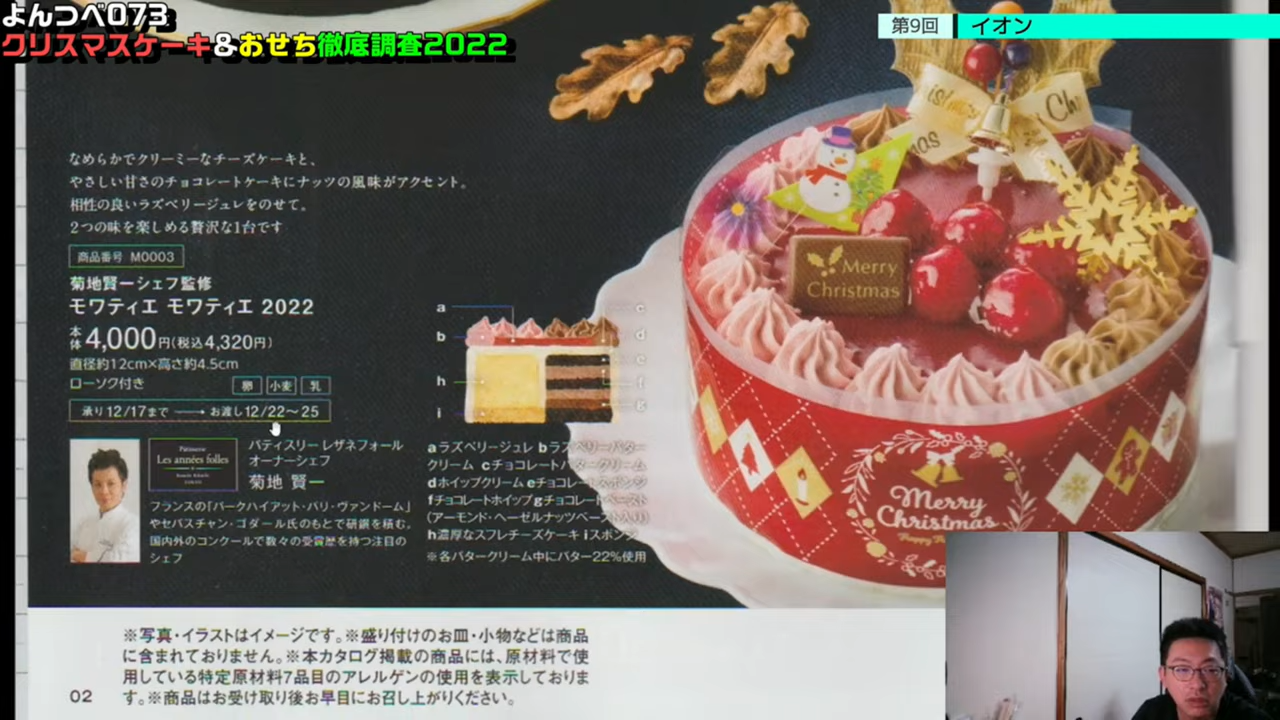 よんつべ073
クリスマスケーキ&おせち徹底調査2022
第9回 イオン
なめらかでクリーミーなチーズケーキと、
やさしい甘さのチョコレートケーキにナッツの風味がアクセント。
相性の良いラズベリージュレをのせて。
2つの味を楽しめる贅沢な1台です
商品番号 M0003
菊地賢一シェフ監修
モワティエ モワティエ 2022
本体4,000円(税込4,320円)
直径約12cm×高さ約4.5cm
ローソク付き 卵 小麦 乳
承り12/17まで お渡し12/22~25
Pâtisserie
Les années folles
パティスリー レザネフォール
オーナーシェフ
菊地 賢一
フランスの「パークハイアット・パリ・ヴァンドーム」
やセバスチャン・ゴダール氏のもとで研鑽を積む。
国内外のコンクールで数々の受賞歴を持つ注目の
シェフ
a
b
h
i
c
d
e
f
g
aラズベリージュレ bラズベリーバター
クリーム cチョコレートバタークリーム
dホイップクリーム eチョコレートスポンジ
fチョコレートホイップgチョコレートペースト
(アーモンド・ヘーゼルナッツペースト入り)
h濃厚なスフレチーズケーキ iスポンジ
※各バタークリーム中にバター22%使用
Merry
Christmas
Merry
Christmas
※写真・イラストはイメージです。※盛り付けのお皿・小物などは商品
に含まれておりません。※本カタログ掲載の商品には、原材料で使
用している特定原材料7品目のアレルゲンの使用を表示しておりま
す。※商品はお受け取り後お早目にお召し上がりください。
02